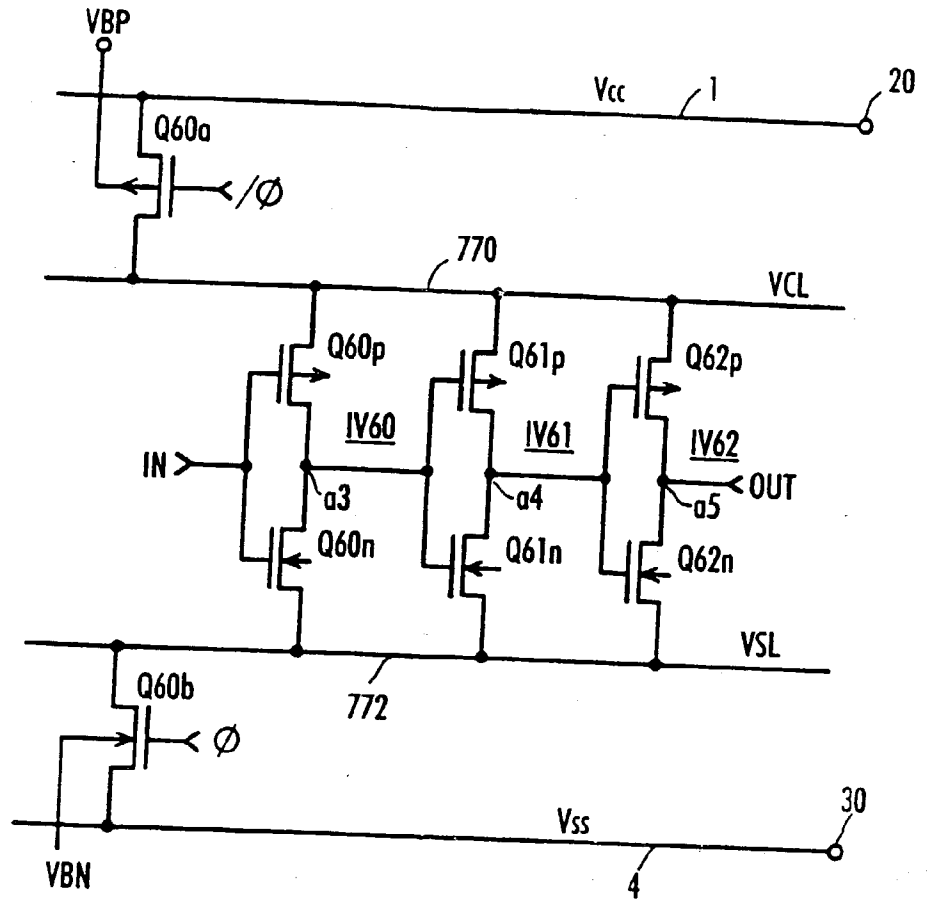 VBP
Vcc
1
20
Q60a
/Ø
770
VCL
Q60p
Q61p
Q62p
IV60
IV61
IV62
IN
a3
a4
a5
OUT
Q60n
Q61n
Q62n
VSL
772
Q60b
Ø
Vss
30
VBN
4